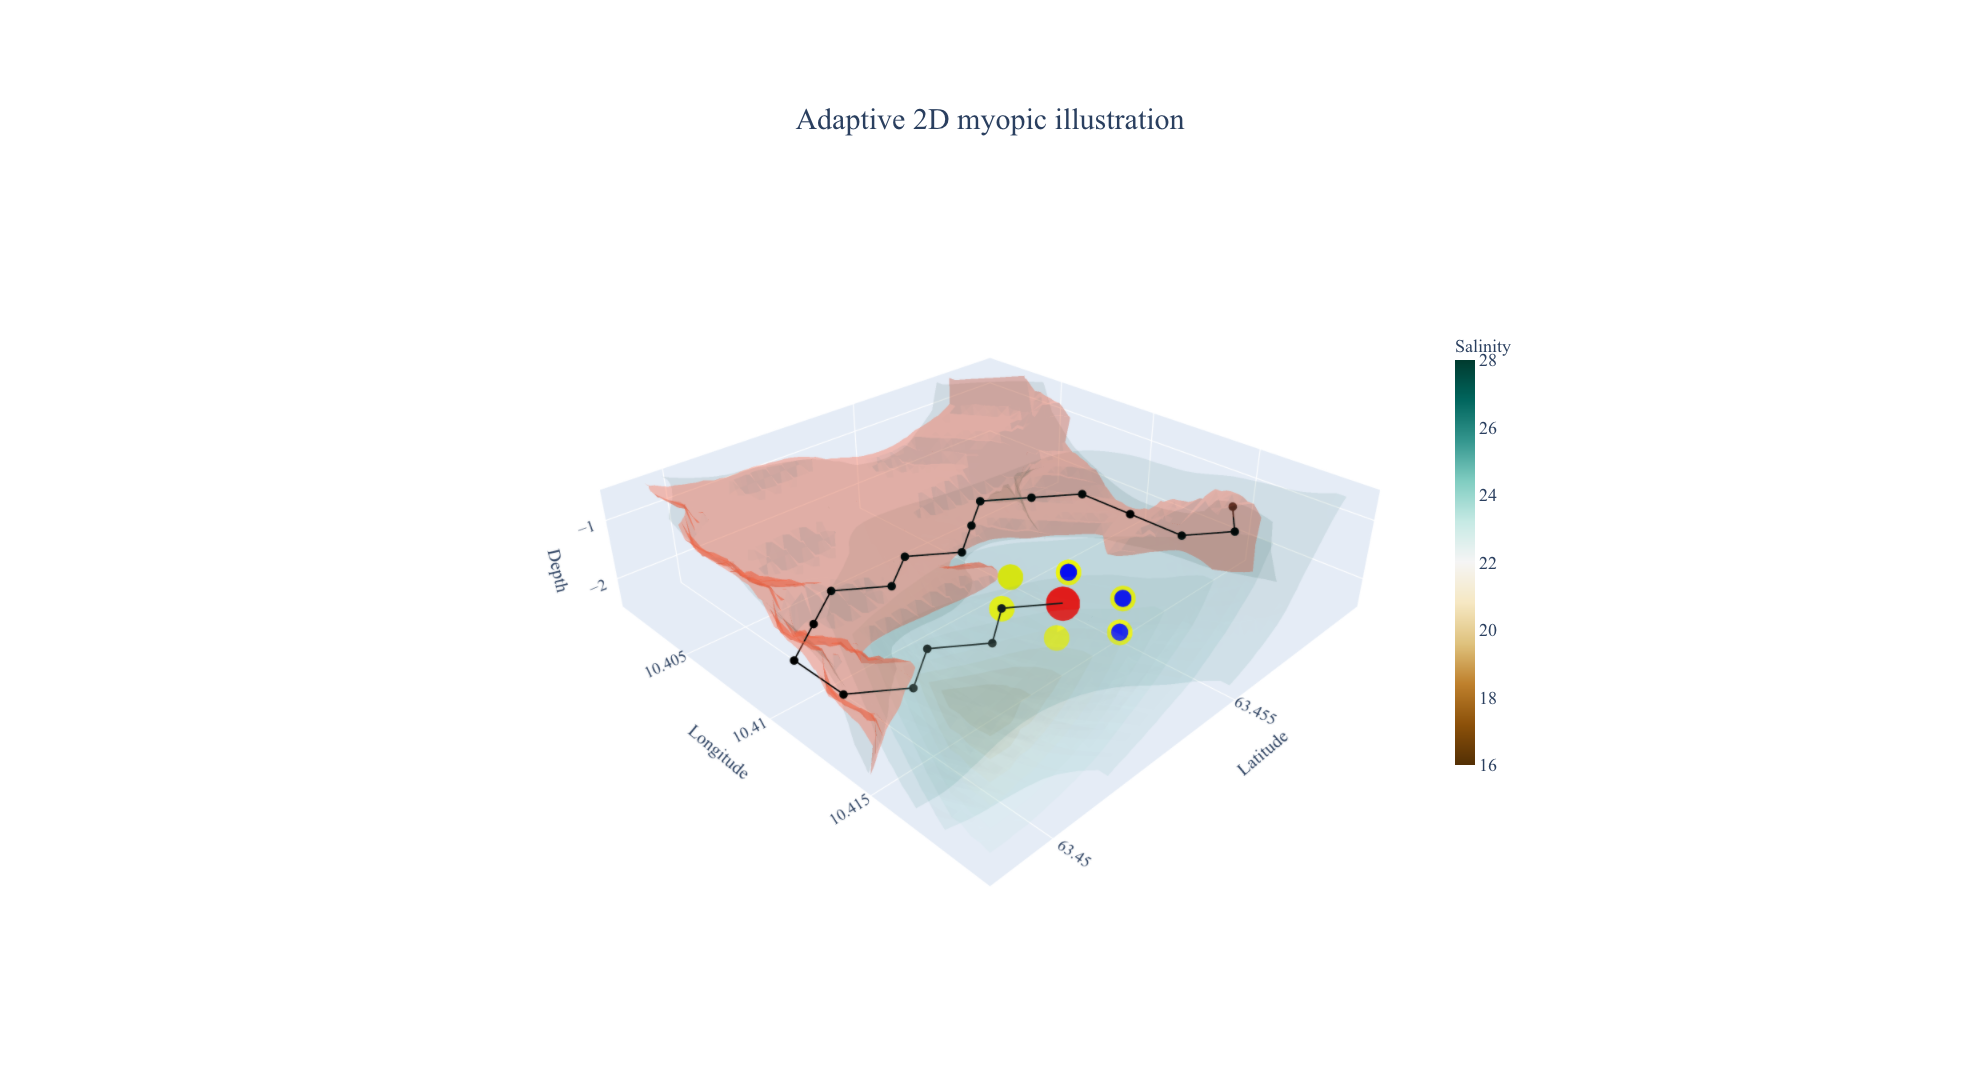 Adaptive 2D myopic illustration
Salinity
28
26
24
22
20
18
16
−1
−2
Depth
10.405
10.41
10.415
Longitude
63.455
63.45
Latitude